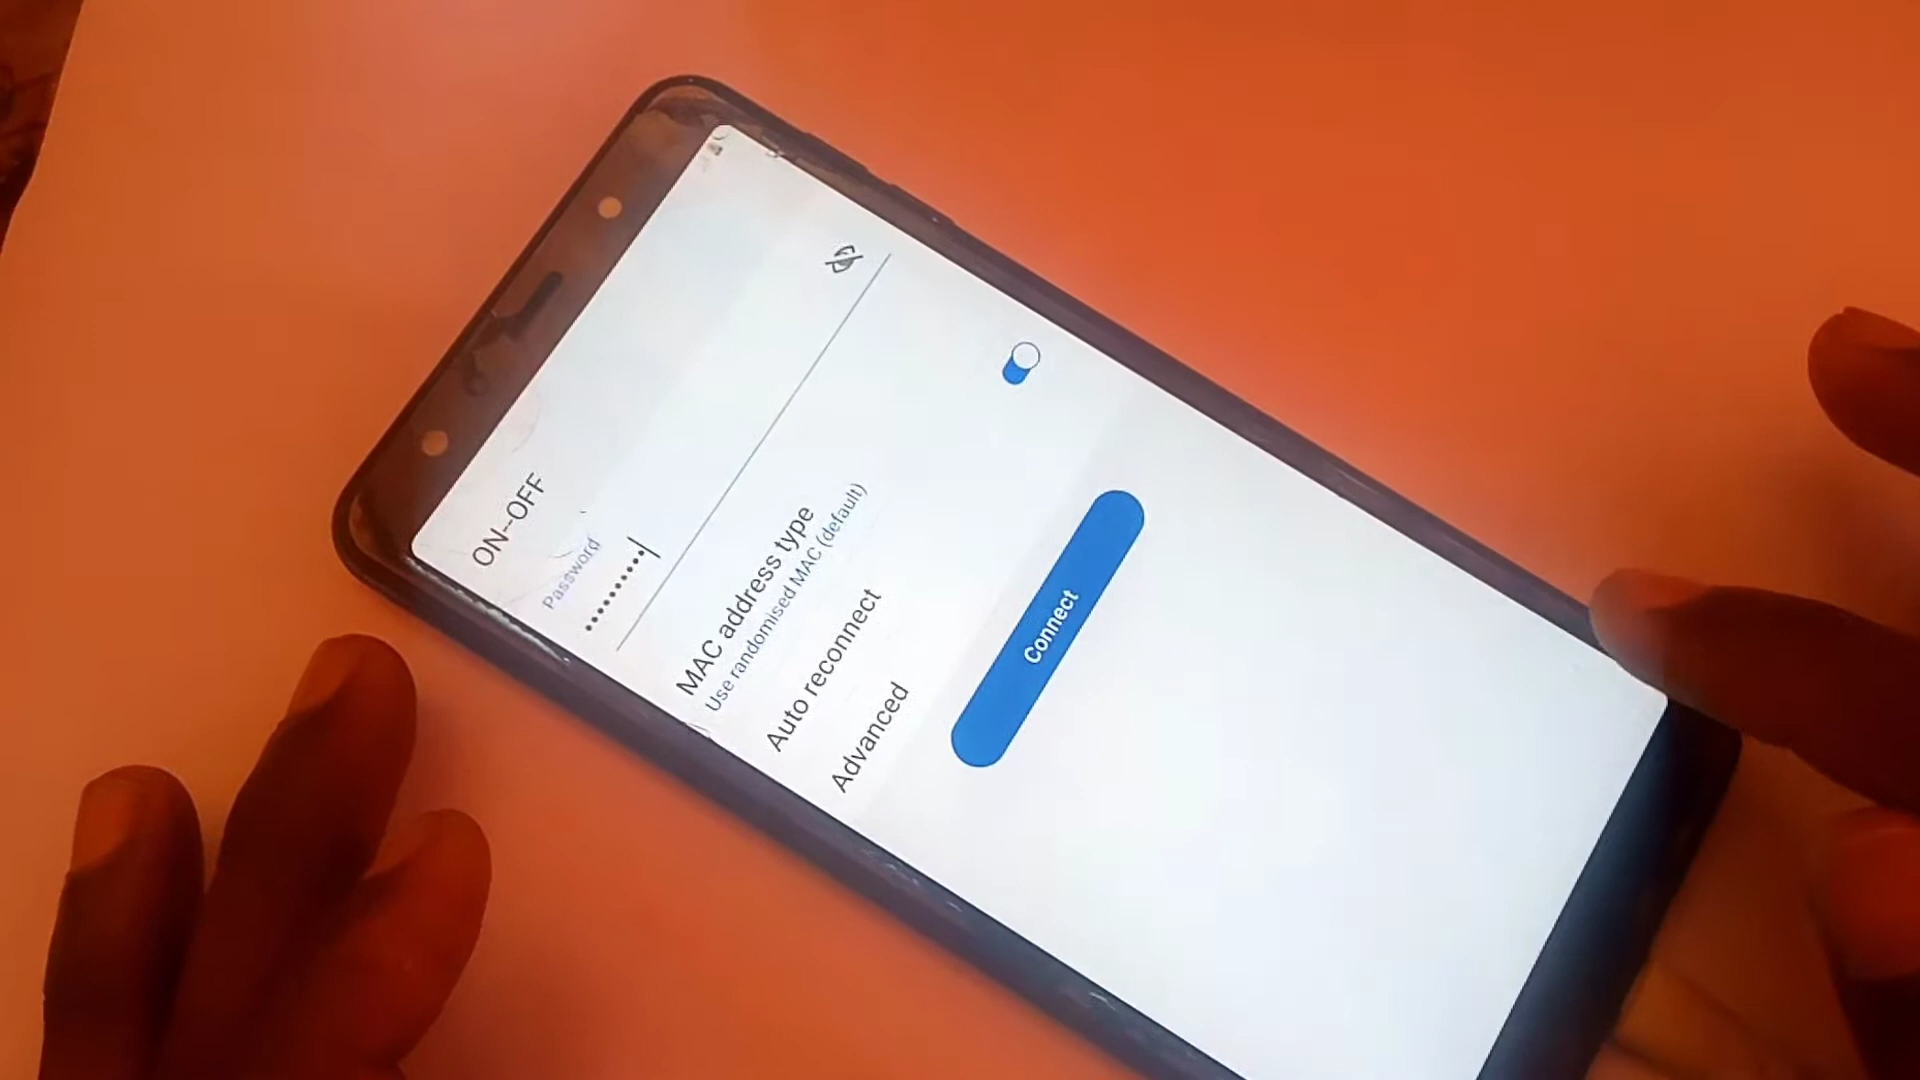 ON--OFF
Password
MAC address type
Use randomised MAC (default)
Auto reconnect
Advanced
Connect